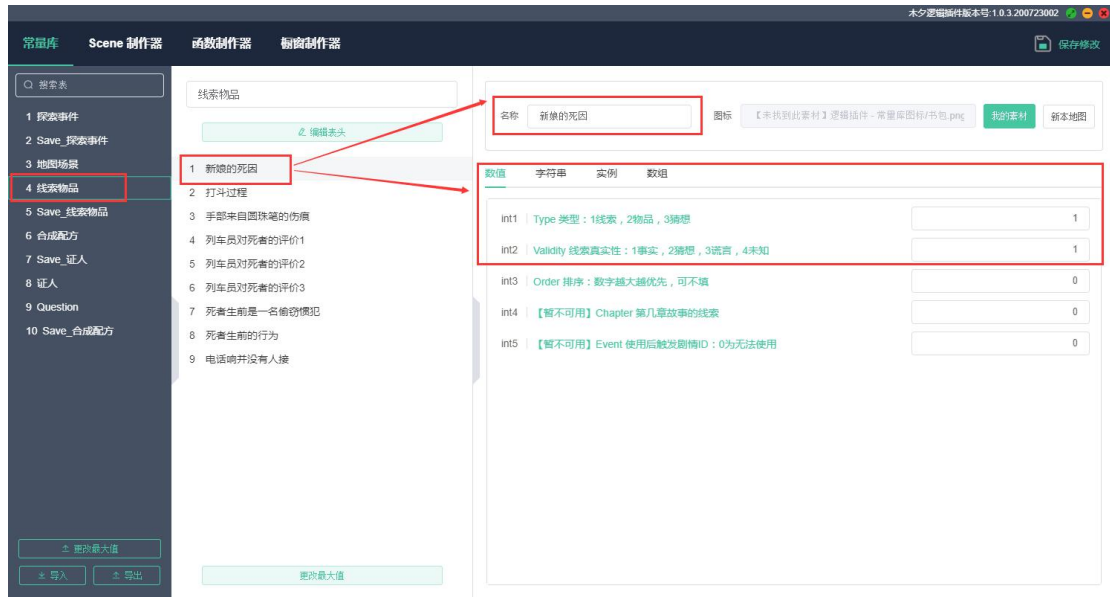 木夕逻辑插件版本号:1.0.3.200723002
常量库 Scene 制作器 函数制作器 橱窗制作器 保存修改
搜索表
1 探索事件
2 Save_探索事件
3 地图场景
4 线索物品
5 Save_线索物品
6 合成配方
7 Save_证人
8 证人
9 Question
10 Save_合成配方
更改最大值
导入 导出
线索物品
编辑表头
1 新娘的死因
2 打斗过程
3 手部来自圆珠笔的伤痕
4 列车员对死者的评价1
5 列车员对死者的评价2
6 列车员对死者的评价3
7 死者生前是一名偷窃惯犯
8 死者生前的行为
9 电话响并没有人接
更改最大值
名称 新娘的死因 图标 【未找到此素材】逻辑插件-常量库图标/书包.png 我的素材 新本地图
数值 字符串 实例 数组
int1 Type 类型：1线索，2物品，3猜想 1
int2 Validity 线索真实性：1事实，2猜想，3谎言，4未知 1
int3 Order 排序：数字越大越优先，可不填 0
int4 【暂不可用】Chapter 第几章故事的线索 0
int5 【暂不可用】Event 使用后触发剧情ID：0为无法使用 0